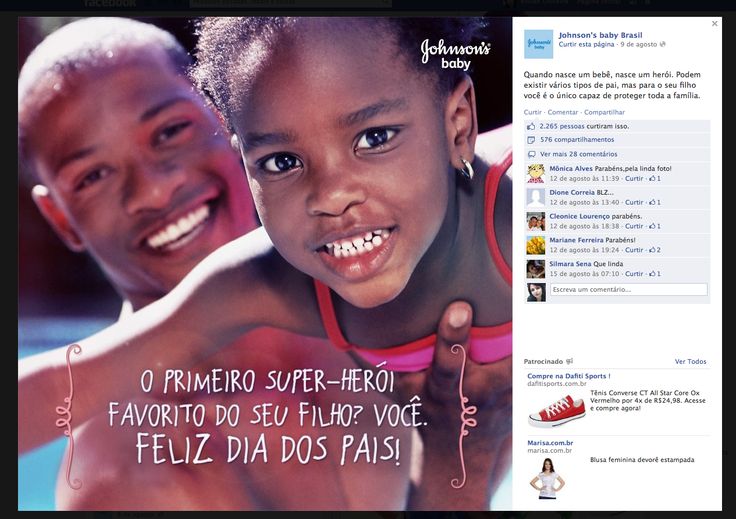 facebook
Johnson's
baby
O PRIMEIRO SUPER-HERÓI
FAVORITO DO SEU FILHO? VOCÊ.
FELIZ DIA DOS PAIS!
Johnson's baby Brasil
Curtir esta página · 9 de agosto
Quando nasce um bebê, nasce um herói. Podem
existir vários tipos de pai, mas para o seu filho
você é o único capaz de proteger toda a família.
Curtir · Comentar · Compartilhar
2.265 pessoas curtiram isso.
576 compartilhamentos
Ver mais 28 comentários
Mônica Alves Parabéns,pela linda foto!
12 de agosto às 11:39 · Curtir · 1
Dione Correia BLZ...
12 de agosto às 13:40 · Curtir · 1
Cleonice Lourenço parabéns.
12 de agosto às 18:38 · Curtir · 1
Mariane Ferreira Parabéns!
12 de agosto às 19:24 · Curtir · 2
Silmara Sena Que linda
15 de agosto às 07:10 · Curtir · 1
Escreva um comentário...
Patrocinado
Ver Todos
Compre na Dafiti Sports !
dafitisports.com.br
Tênis Converse CT All Star Core Ox
Vermelho por 4x de R$24,98. Acesse
e compre agora!
Marisa.com.br
marisa.com.br
Blusa feminina devorê estampada